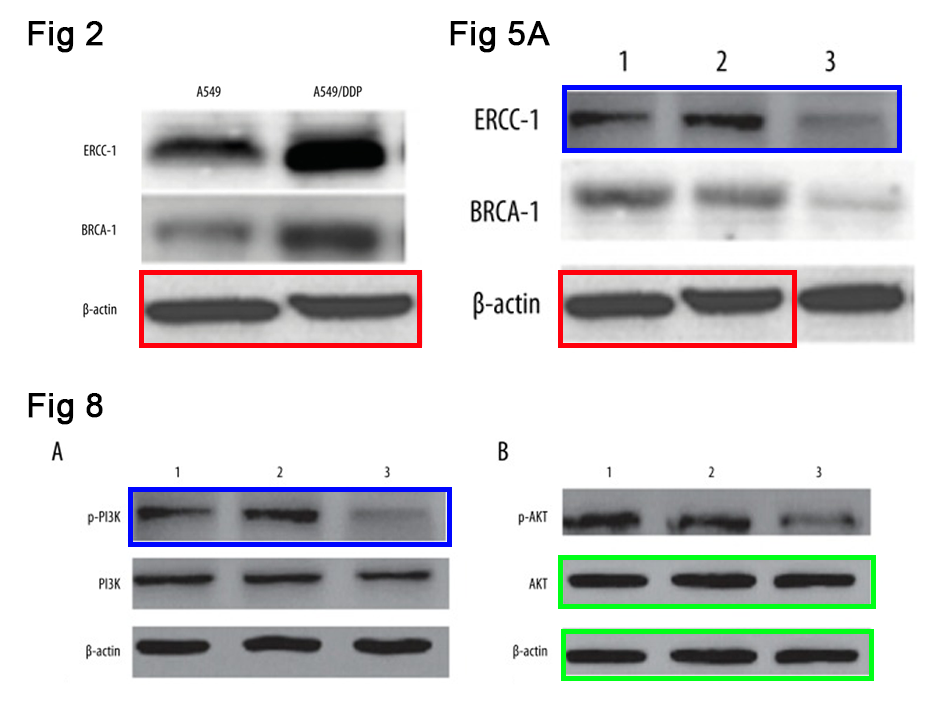 Fig 2
A549 A549/DDP
ERCC-1
BRCA-1
β-actin
Fig 5A
1 2 3
ERCC-1
BRCA-1
β-actin
Fig 8
A
1 2 3
p-PI3K
PI3K
β-actin
B
1 2 3
p-AKT
AKT
β-actin